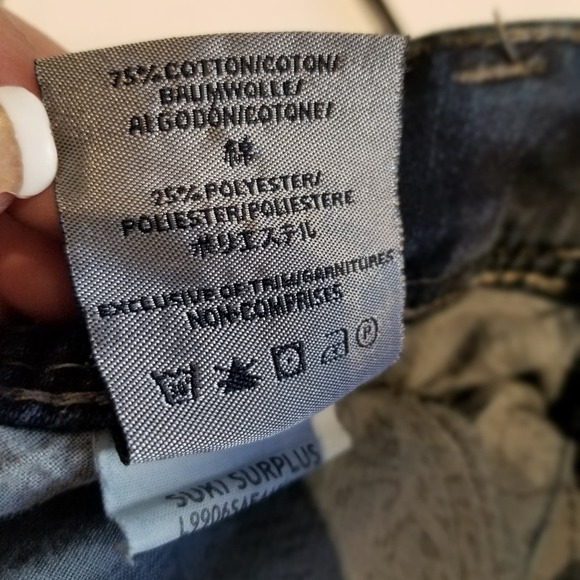 75% COTTON/COTON/
BAUMWOLLE/
ALGODÓN/COTONE/
綿
25% POLYESTER/
POLIESTER/POLIESTERE
ポリエステル
EXCLUSIVE OF TRIM/GARNITURES
NON-COMPRISES
P
SUKI SURPLUS